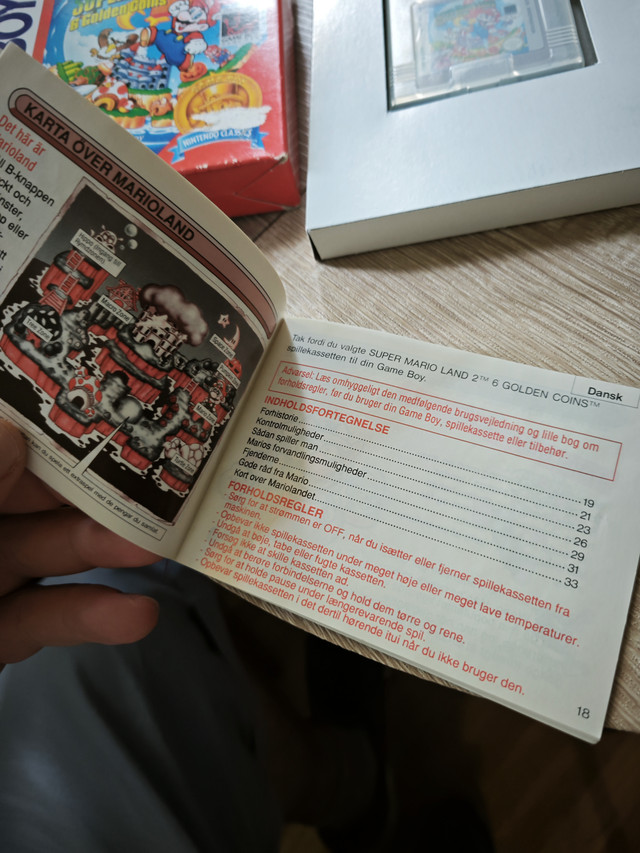 & Golden Coins
NINTENDO CLASSICS
KARTA ÖVER MARIOLAND
Det här är
B-knappen
och
eller
Dansk
Tak fordi du valgte SUPER MARIO LAND 2™ 6 GOLDEN COINS™
spillekassetten til din Game Boy.
Advarsel: Læs omhyggeligt den medfølgende brugsvejledning og lille bog om
forholdsregler, før du bruger din Game Boy, spillekassette eller tilbehør.
INDHOLDSFORTEGNELSE
Forhistorie 19
Kontrolmuligheder 21
Sådan spiller man 23
Marios forvandlingsmuligheder 26
Fjenderne 29
Gode råd fra Mario 31
Kort over Mariolandet 33
FORHOLDSREGLER
· Sørg for at strømmen er OFF, når du isætter eller fjerner spillekassetten fra
maskinen.
· Opbevar ikke spillekassetten under meget høje eller meget lave temperaturer.
· Undgå at bøje, tabe eller fugte kassetten.
· Forsøg ikke at skille kassetten ad.
· Undgå at berøre forbindelserne og hold dem tørre og rene.
· Sørg for at holde pause under længerevarende spil.
· Opbevar spillekassetten i det dertil hørende itui når du ikke bruger den.
18